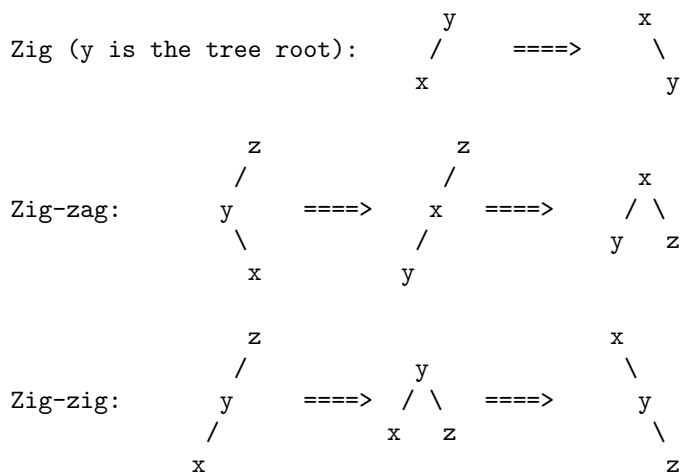 y x
Zig (y is the tree root): / ====> \
x y
z z
/ / x
Zig-zag: y ====> x ====> / \
\ / y z
x y
z x
/ y \
Zig-zig: y ====> / \ ====> y
/ x z \
x z